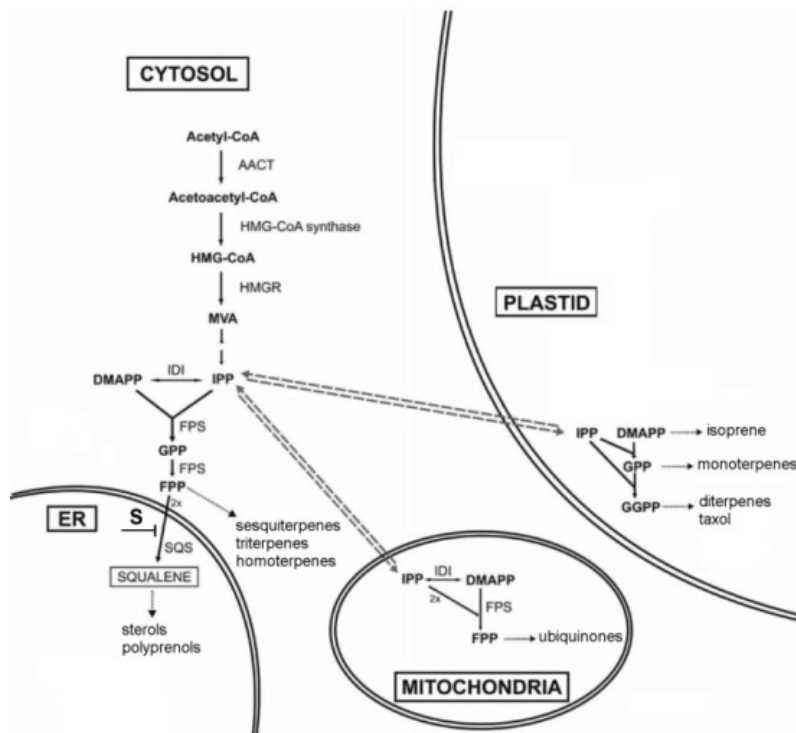 CYTOSOL
Acetyl-CoA
AACT
Acetoacetyl-CoA
HMG-CoA synthase
HMG-CoA
HMGR
MVA
DMAPP
IDI
IPP
FPS
GPP
FPS
FPP
2x
sesquiterpenes
triterpenes
homoterpenes
ER
S
SQS
SQUALENE
sterols
polyprenols
PLASTID
IPP
DMAPP
isoprene
GPP
monoterpenes
GGPP
diterpenes
taxol
IPP
IDI
DMAPP
2x
FPS
FPP
ubiquinones
MITOCHONDRIA